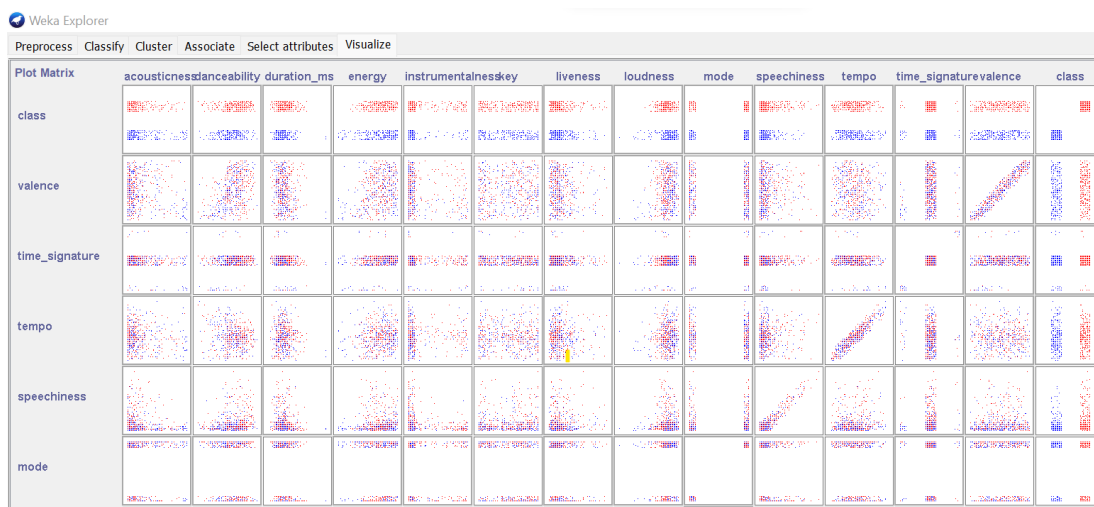 Weka Explorer
Preprocess Classify Cluster Associate Select attributes Visualize
Plot Matrix acousticness danceability duration_ms energy instrumentalness key liveness loudness mode speechiness tempo time_signature valence class
class
valence
time_signature
tempo
speechiness
mode